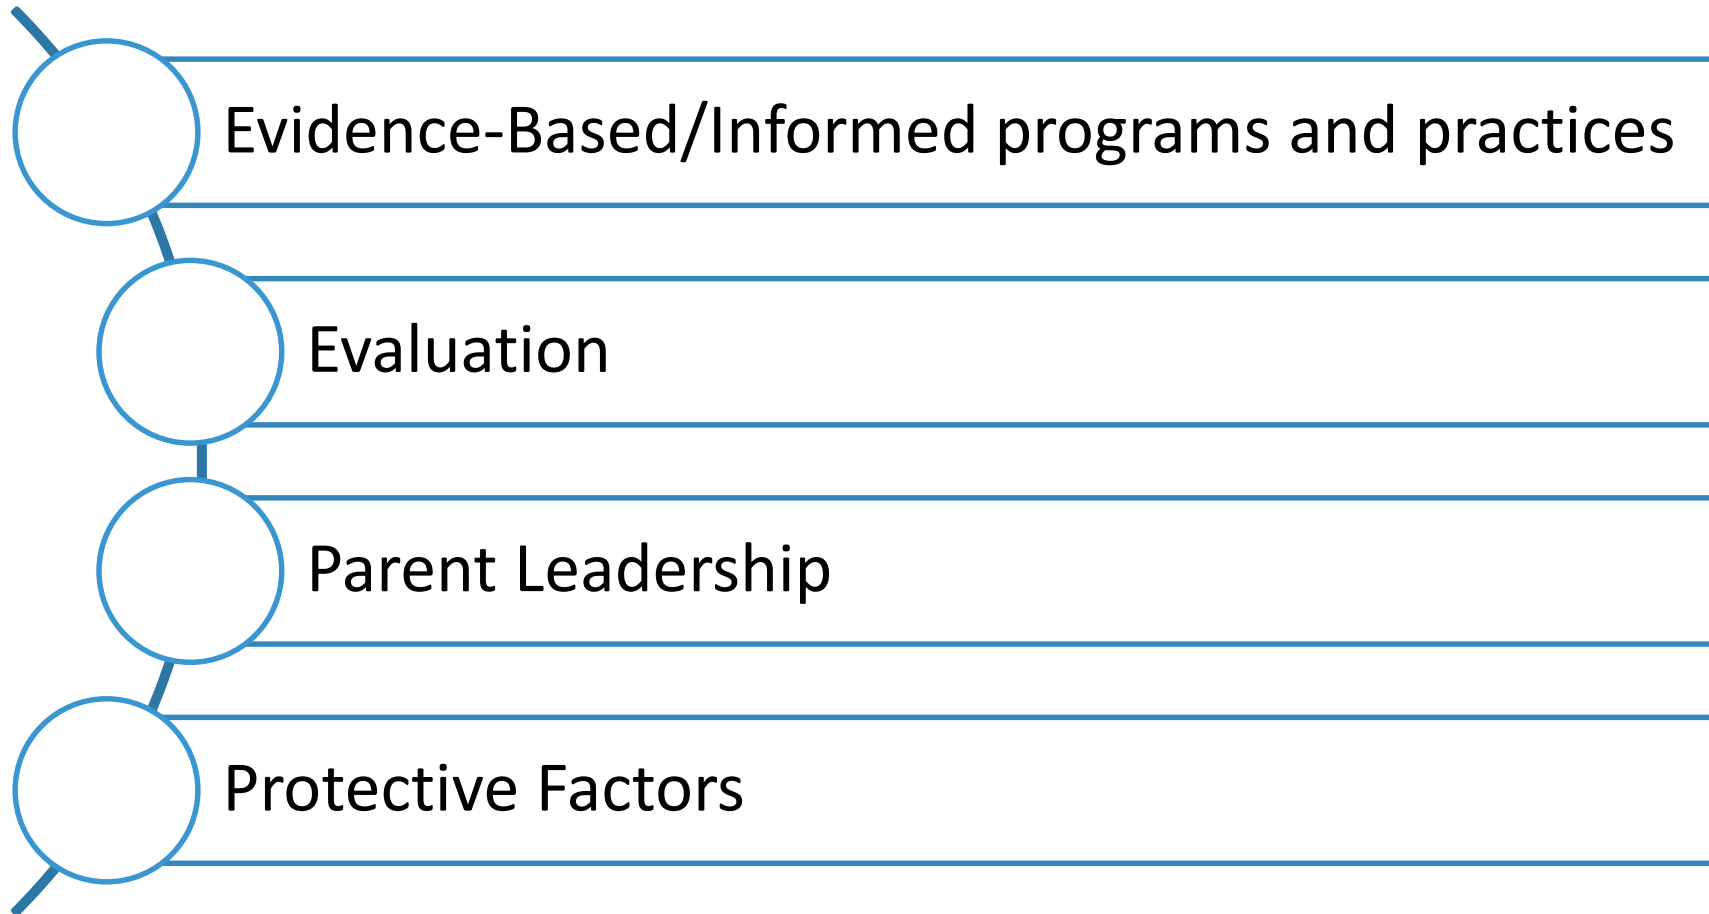 Evidence-Based/Informed programs and practices
Evaluation
Parent Leadership
Protective Factors